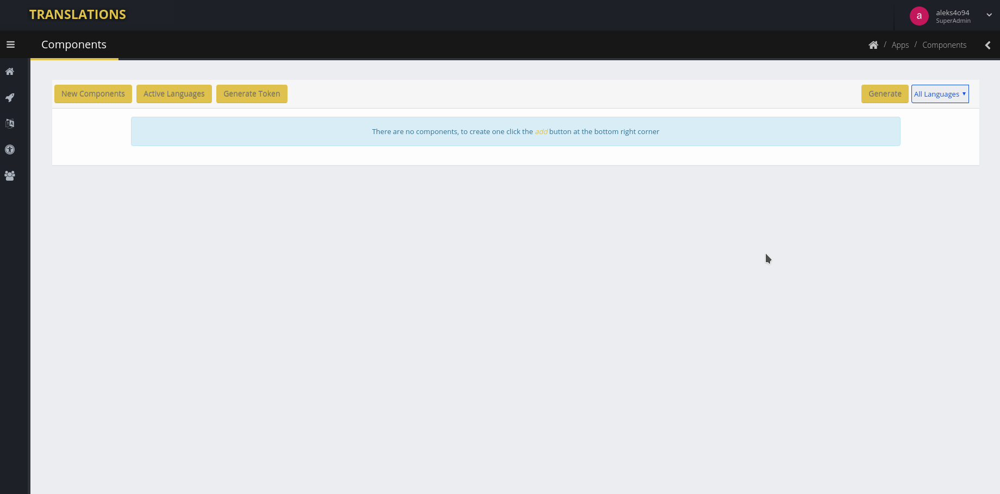 TRANSLATIONS
a
aleks4o94
SuperAdmin
Components
/ Apps / Components
New Components
Active Languages
Generate Token
Generate
All Languages
There are no components, to create one click the add button at the bottom right corner